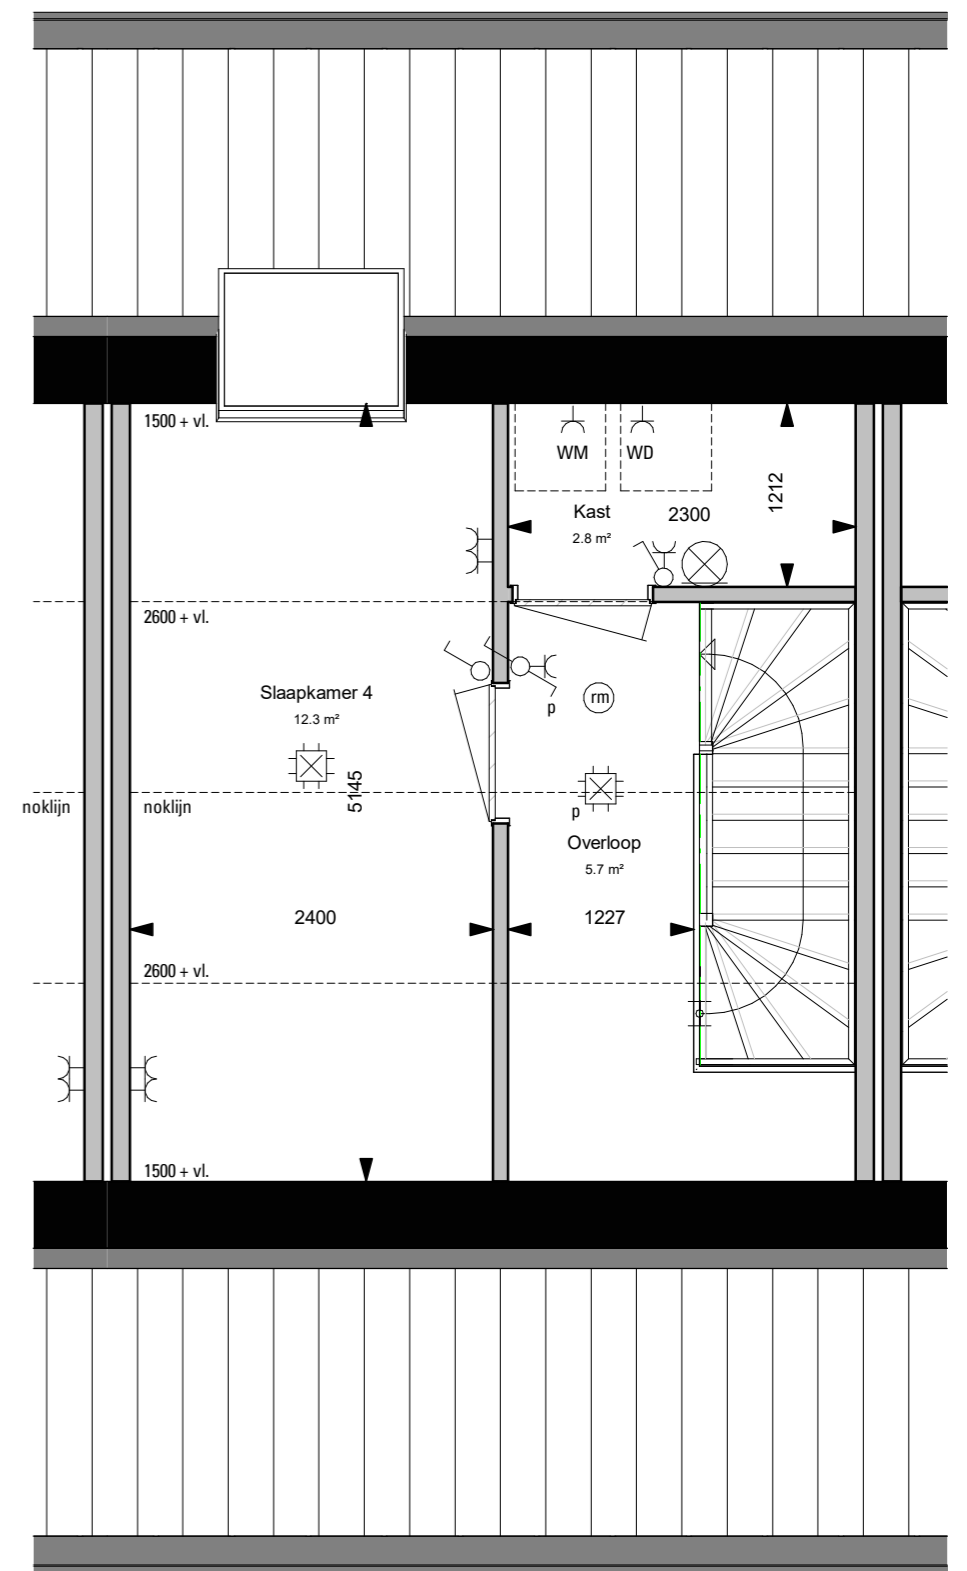 1500 + vl.
WM
WD
1212
Kast
2300
2.8 m²
2600 + vl.
Slaapkamer 4
12.3 m²
rm
p
5145
noklijn
noklijn
p
Overloop
5.7 m²
2400
1227
2600 + vl.
1500 + vl.